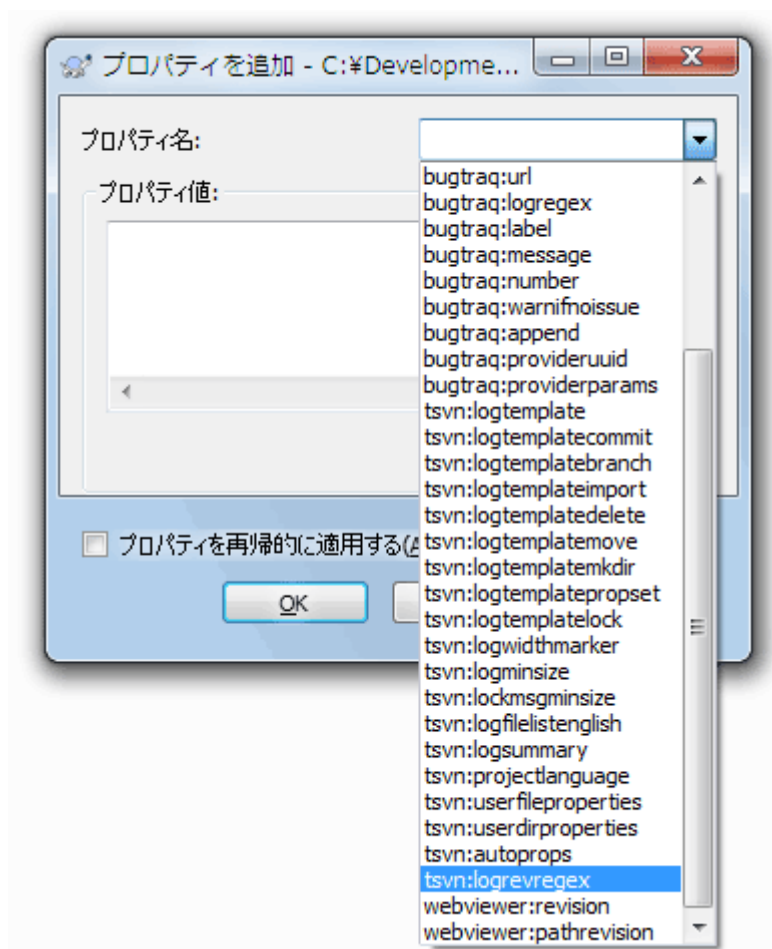 プロパティを追加 - C:¥Developme...
プロパティ名:
プロパティ値:
bugtraq:url
bugtraq:logregex
bugtraq:label
bugtraq:message
bugtraq:number
bugtraq:warnifnoissue
bugtraq:append
bugtraq:provideruuid
bugtraq:providerparams
tsvn:logtemplate
tsvn:logtemplatecommit
tsvn:logtemplatebranch
tsvn:logtemplateimport
tsvn:logtemplatedelete
tsvn:logtemplatemove
tsvn:logtemplatemkdir
tsvn:logtemplatepropset
tsvn:logtemplatelock
tsvn:logwidthmarker
tsvn:logminsize
tsvn:lockmsgminsize
tsvn:logfilelistenglish
tsvn:logsummary
tsvn:projectlanguage
tsvn:userfileproperties
tsvn:userdirproperties
tsvn:autoprops
tsvn:logrevregex
webviewer:revision
webviewer:pathrevision
プロパティを再帰的に適用する(A
OK